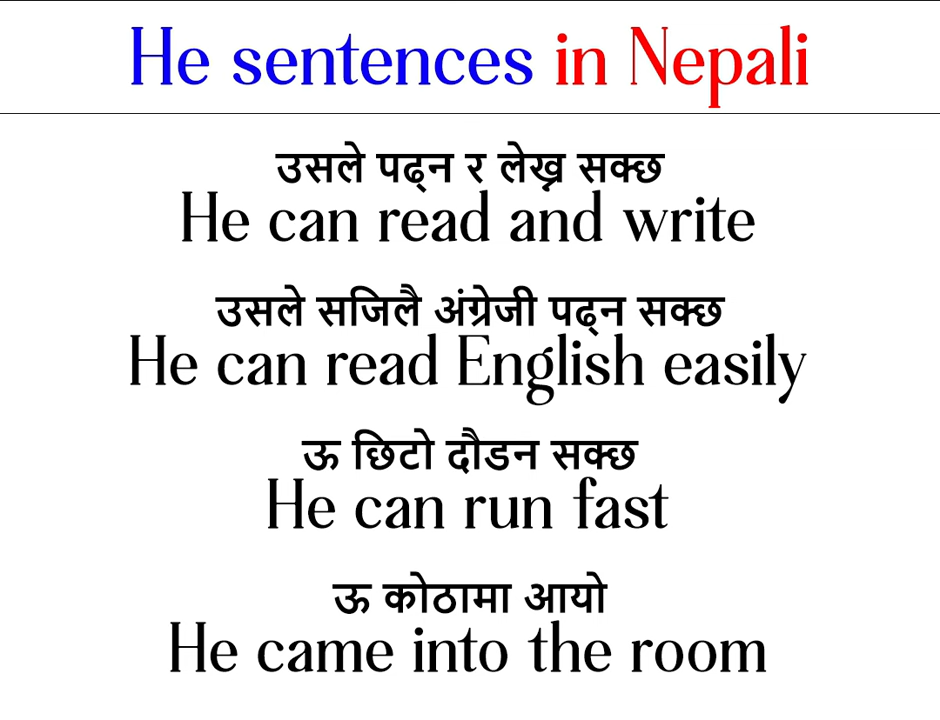 He sentences in Nepali
उसले पढ्न र लेख्न सक्छ
He can read and write
उसले सजिलै अंग्रेजी पढ्न सक्छ
He can read English easily
ऊ छिटो दौडन सक्छ
He can run fast
ऊ कोठामा आयो
He came into the room